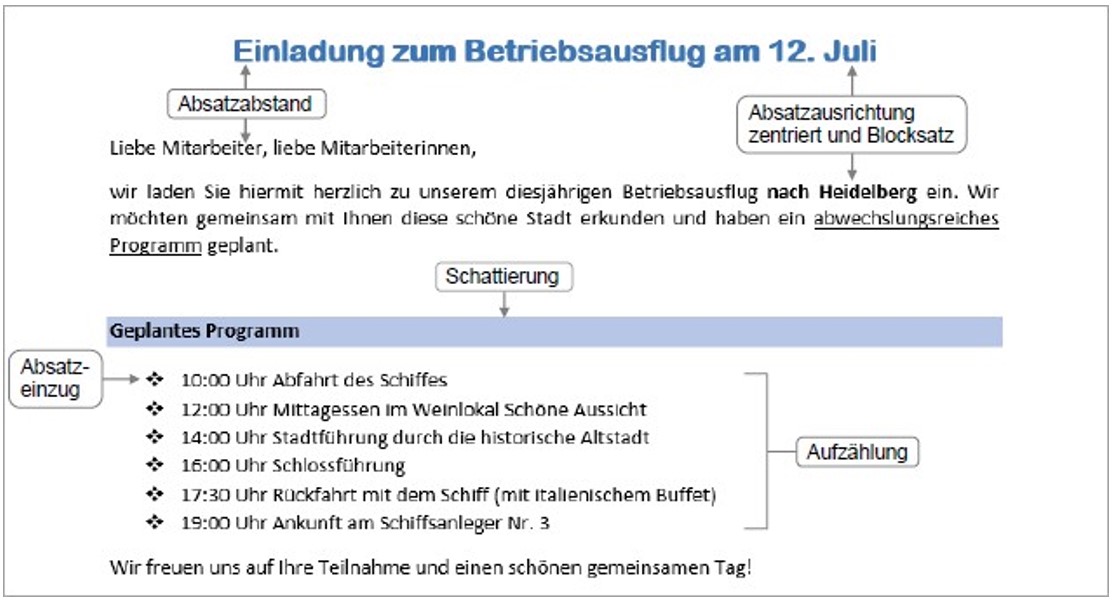 Einladung zum Betriebsausflug am 12. Juli
Absatzabstand
Absatzausrichtung
zentriert und Blocksatz
Liebe Mitarbeiter, liebe Mitarbeiterinnen,
wir laden Sie hiermit herzlich zu unserem diesjährigen Betriebsausflug nach Heidelberg ein. Wir
möchten gemeinsam mit Ihnen diese schöne Stadt erkunden und haben ein abwechslungsreiches
Programm geplant.
Schattierung
Geplantes Programm
Absatz-
einzug
❖ 10:00 Uhr Abfahrt des Schiffes
❖ 12:00 Uhr Mittagessen im Weinlokal Schöne Aussicht
❖ 14:00 Uhr Stadtführung durch die historische Altstadt
❖ 16:00 Uhr Schlossführung
❖ 17:30 Uhr Rückfahrt mit dem Schiff (mit italienischem Buffet)
❖ 19:00 Uhr Ankunft am Schiffsanleger Nr. 3
Aufzählung
Wir freuen uns auf Ihre Teilnahme und einen schönen gemeinsamen Tag!